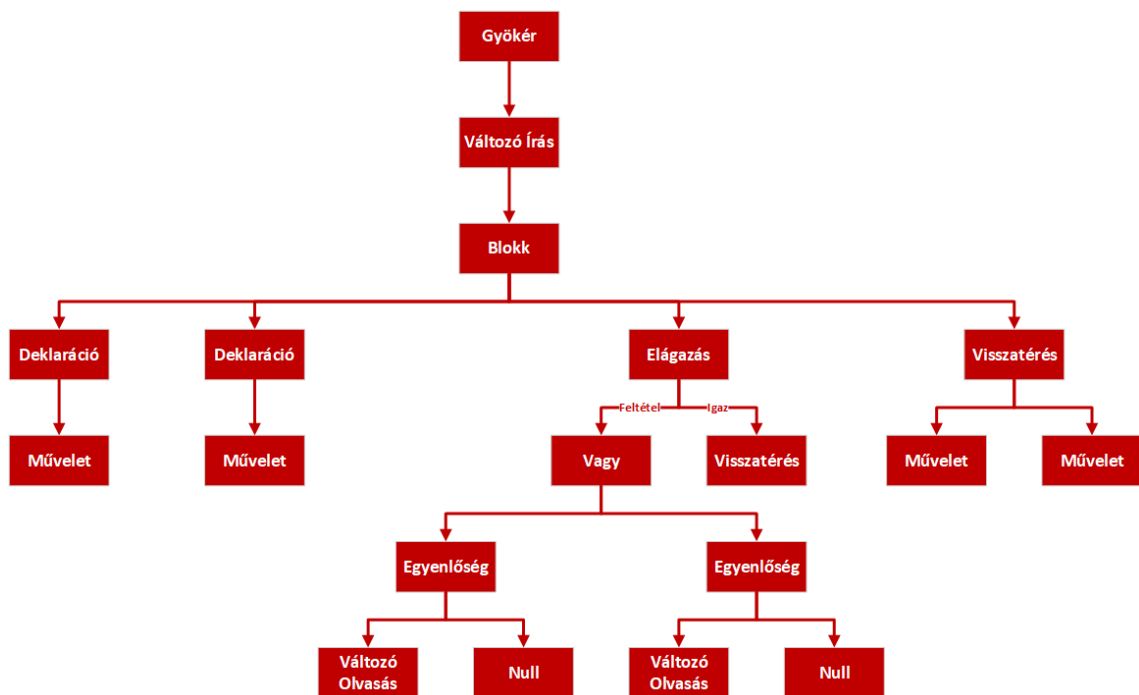 Gyökér
Változó Írás
Blokk
Deklaráció
Deklaráció
Elágazás
Visszatérés
Feltétel
Igaz
Művelet
Művelet
Vagy
Visszatérés
Művelet
Művelet
Egyenlőség
Egyenlőség
Változó
Olvasás
Null
Változó
Olvasás
Null